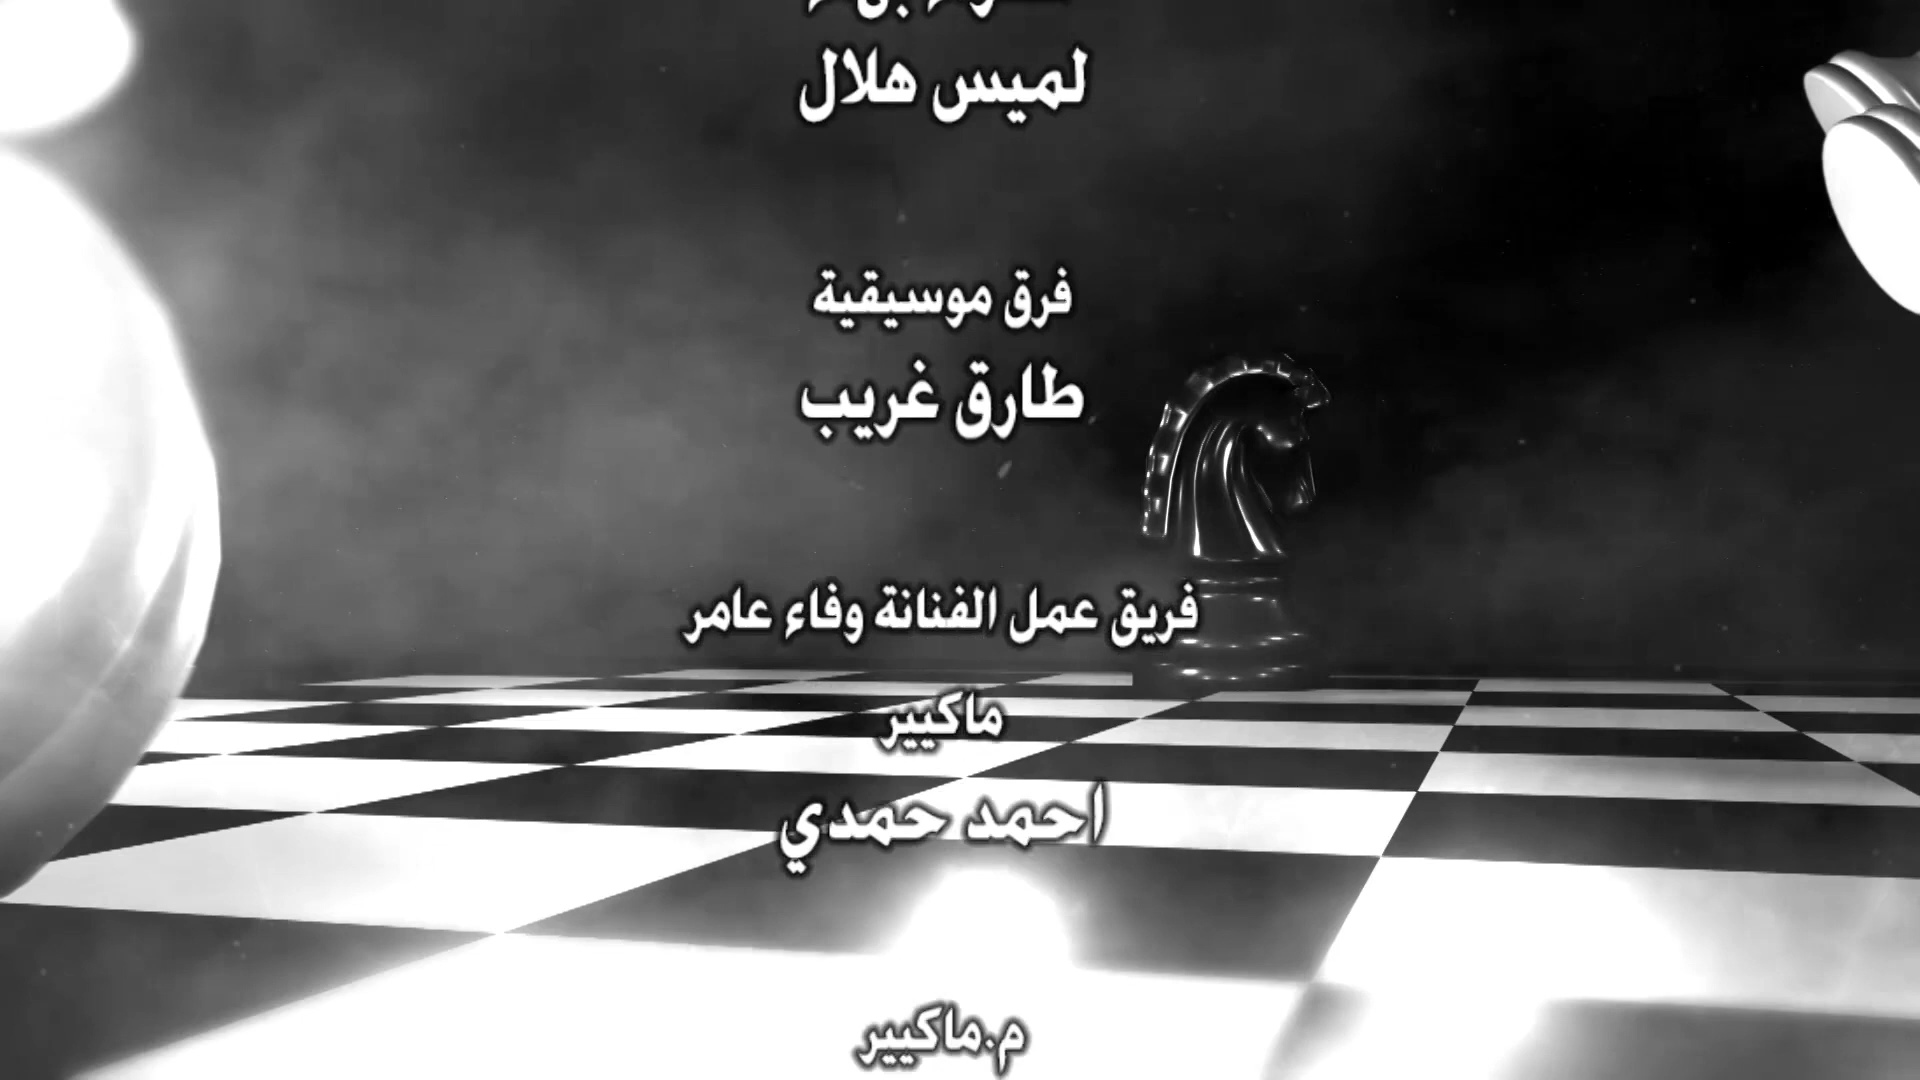 لميس هلال
فرق موسيقية
طارق غريب
فريق عمل الفنانة وفاء عامر
ماكيير
احمد حمدي
م.ماكيير